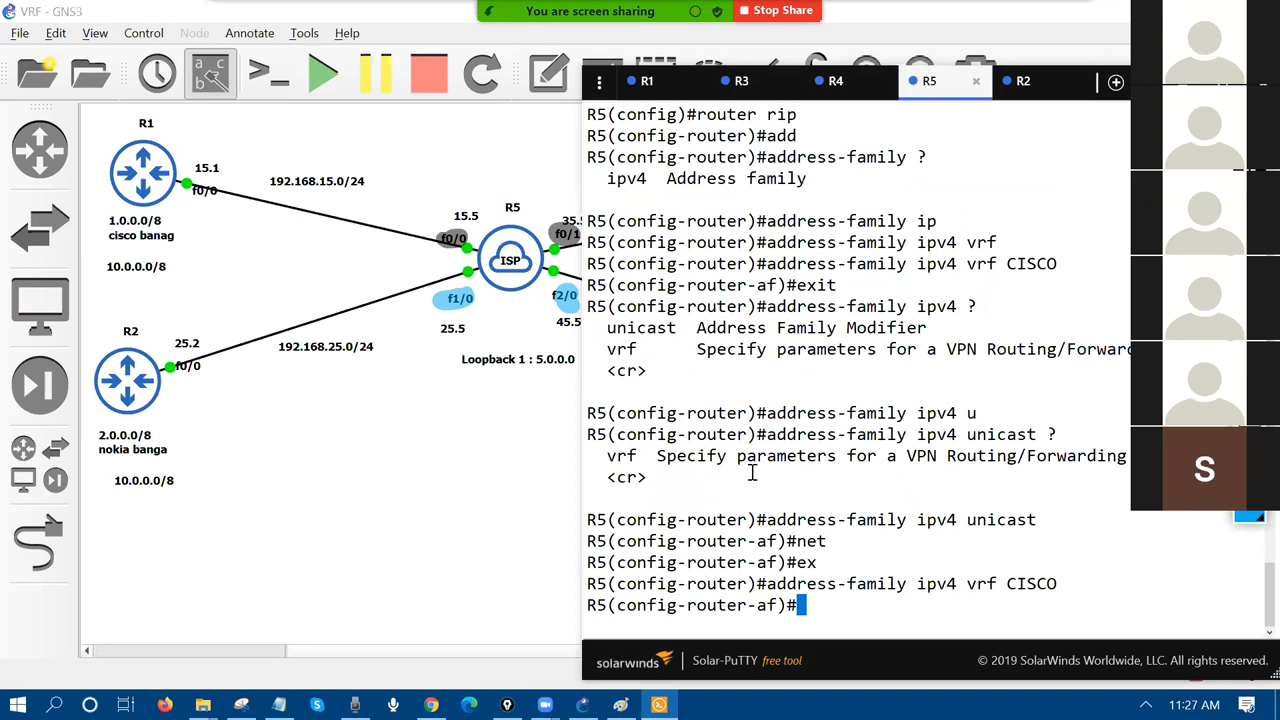 VRF - GNS3
You are screen sharing
Stop Share
File Edit View Control Node Annotate Tools Help
R1 R3 R4 R5 × R2
R1
15.1
f0/0
192.168.15.0/24
1.0.0.0/8
cisco banag
10.0.0.0/8
R5
15.5
35.
f0/0
f0/1
ISP
f1/0
f2/0
25.5
45.5
R2
25.2
f0/0
192.168.25.0/24
Loopback 1 : 5.0.0.0
2.0.0.0/8
nokia banga
10.0.0.0/8
R5(config)#router rip
R5(config-router)#add
R5(config-router)#address-family ?
ipv4 Address family
R5(config-router)#address-family ip
R5(config-router)#address-family ipv4 vrf
R5(config-router)#address-family ipv4 vrf CISCO
R5(config-router-af)#exit
R5(config-router)#address-family ipv4 ?
unicast Address Family Modifier
vrf Specify parameters for a VPN Routing/Forward
<cr>
R5(config-router)#address-family ipv4 u
R5(config-router)#address-family ipv4 unicast ?
vrf Specify parameters for a VPN Routing/Forwarding
<cr>
R5(config-router)#address-family ipv4 unicast
R5(config-router-af)#net
R5(config-router-af)#ex
R5(config-router)#address-family ipv4 vrf CISCO
R5(config-router-af)#
S
solarwinds Solar-PuTTY free tool © 2019 SolarWinds Worldwide, LLC. All rights reserved.
11:27 AM